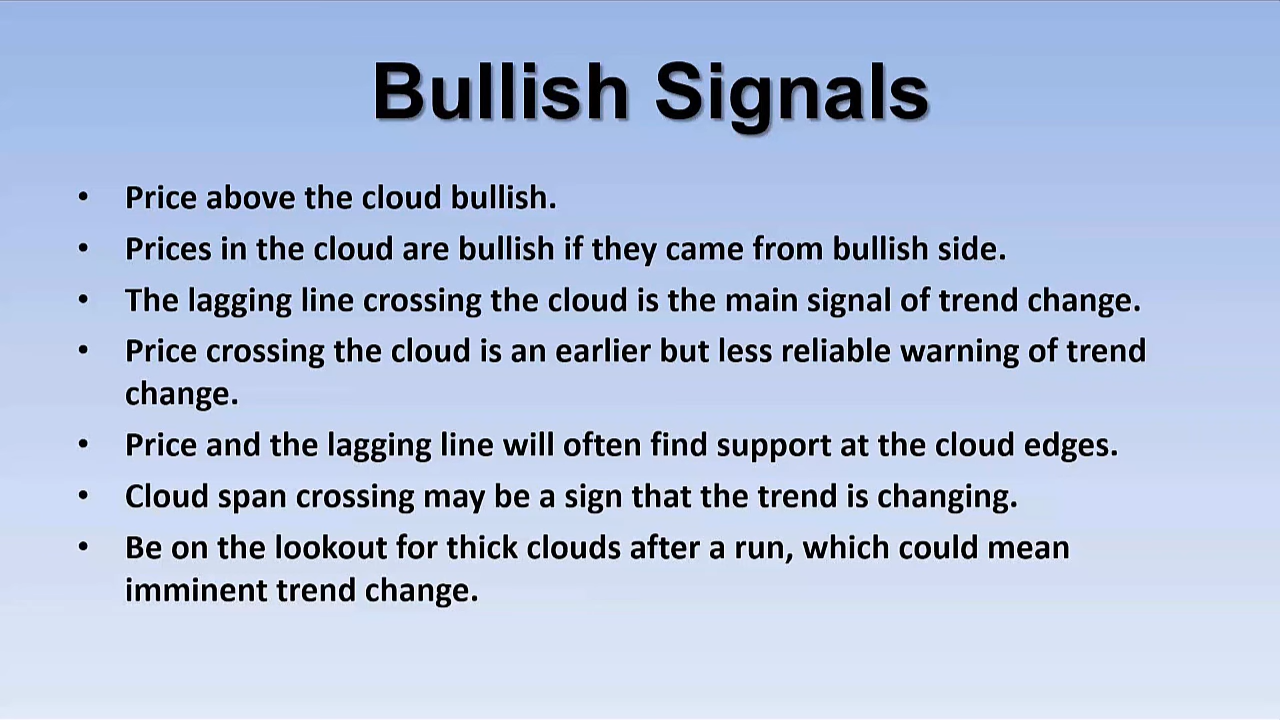 Bullish Signals
• Price above the cloud bullish.
• Prices in the cloud are bullish if they came from bullish side.
• The lagging line crossing the cloud is the main signal of trend change.
• Price crossing the cloud is an earlier but less reliable warning of trend
change.
• Price and the lagging line will often find support at the cloud edges.
• Cloud span crossing may be a sign that the trend is changing.
• Be on the lookout for thick clouds after a run, which could mean
imminent trend change.